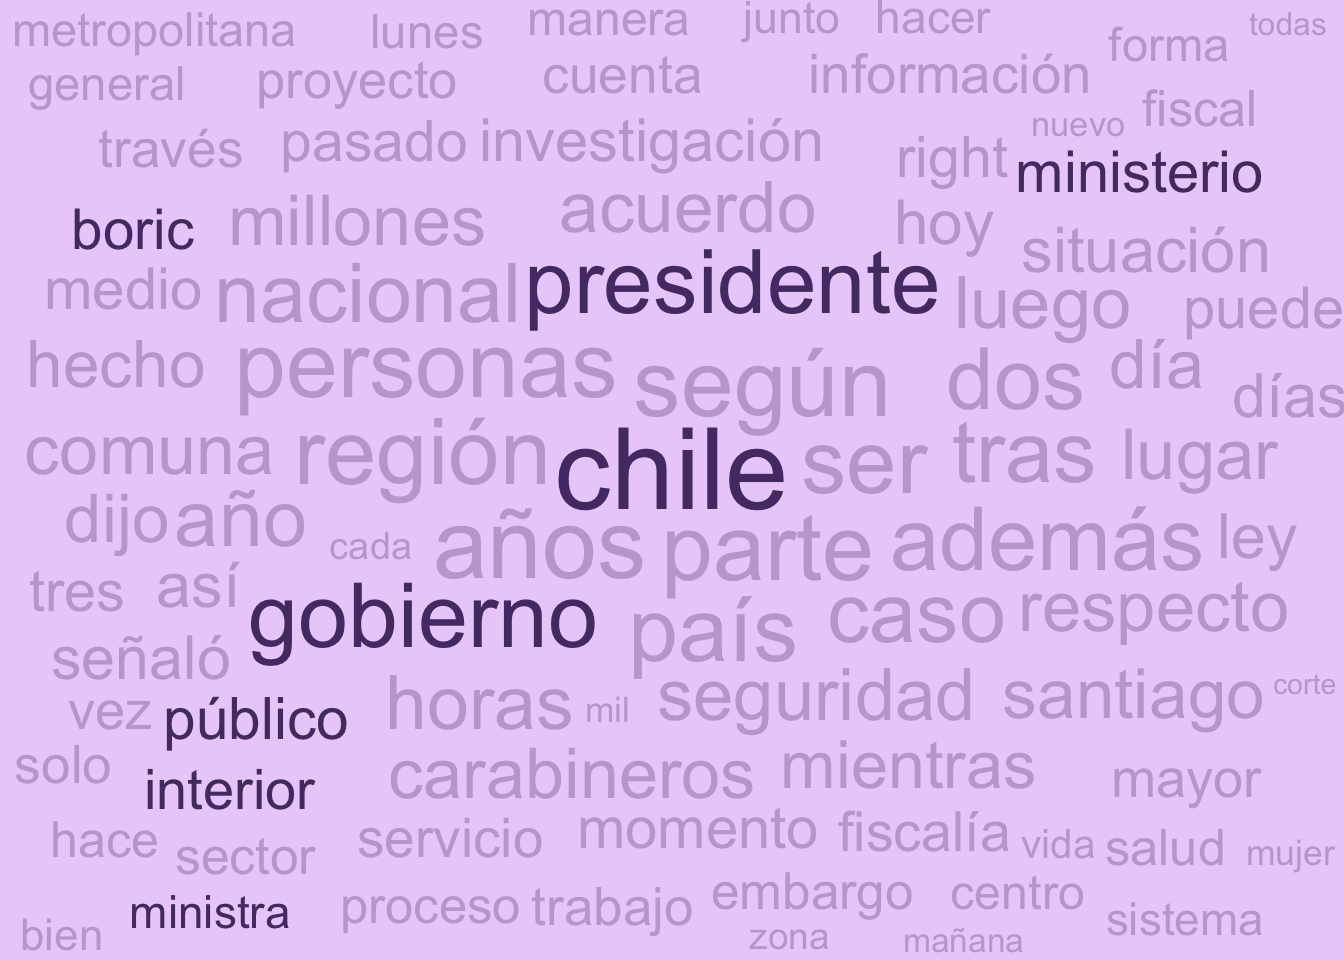 metropolitana lunes manera junto hacer todas
general proyecto cuenta información forma
través pasado investigación nuevo fiscal
right ministerio
boric millones acuerdo hoy situación
medio nacional presidente luego puede
hecho personas según dos día días
comuna región chile ser tras lugar
dijo año cada años parte además ley
tres así gobierno país caso respecto
señaló
vez público horas mil seguridad santiago corte
solo interior carabineros mientras mayor
hace sector servicio momento fiscalía vida salud mujer
ministra proceso trabajo embargo centro sistema
bien zona mañana